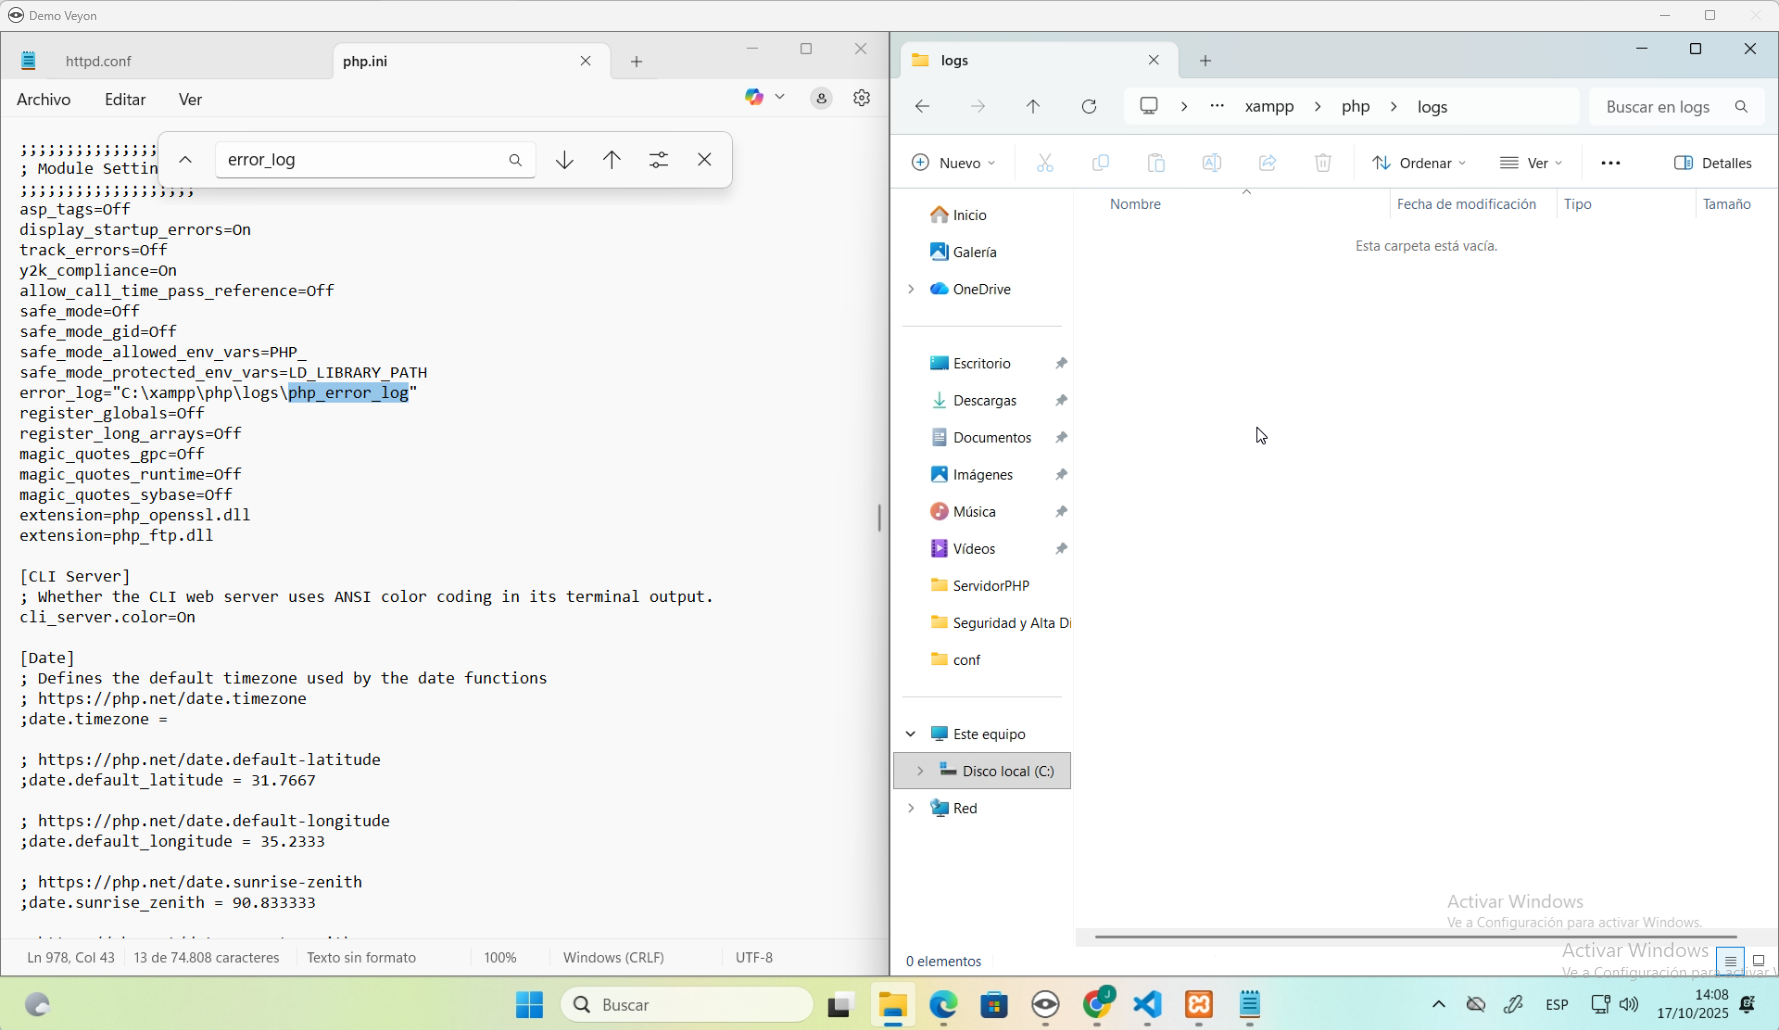 Demo Veyon
httpd.conf
php.ini
Archivo Editar Ver
error_log
;;;;;;;;;;;;;;;
; Module Settin
;;;;;;;;;;;;;;;;;;;
asp_tags=Off
display_startup_errors=On
track_errors=Off
y2k_compliance=On
allow_call_time_pass_reference=Off
safe_mode=Off
safe_mode_gid=Off
safe_mode_allowed_env_vars=PHP_
safe_mode_protected_env_vars=LD_LIBRARY_PATH
error_log="C:\xampp\php\logs\php_error_log"
register_globals=Off
register_long_arrays=Off
magic_quotes_gpc=Off
magic_quotes_runtime=Off
magic_quotes_sybase=Off
extension=php_openssl.dll
extension=php_ftp.dll
[CLI Server]
; Whether the CLI web server uses ANSI color coding in its terminal output.
cli_server.color=On
[Date]
; Defines the default timezone used by the date functions
; https://php.net/date.timezone
;date.timezone =
; https://php.net/date.default-latitude
;date.default_latitude = 31.7667
; https://php.net/date.default-longitude
;date.default_longitude = 35.2333
; https://php.net/date.sunrise-zenith
;date.sunrise_zenith = 90.833333
Ln 978, Col 43 13 de 74.808 caracteres Texto sin formato 100% Windows (CRLF) UTF-8
logs
xampp > php > logs
Buscar en logs
Nuevo
Ordenar
Ver
Detalles
Nombre Fecha de modificación Tipo Tamaño
Esta carpeta está vacía.
Inicio
Galería
OneDrive
Escritorio
Descargas
Documentos
Imágenes
Música
Vídeos
ServidorPHP
Seguridad y Alta Di
conf
Este equipo
Disco local (C:)
Red
Activar Windows
Ve a Configuración para activar Windows.
Activar Windows
Ve a Configuración para activar W
0 elementos
Buscar
J
ESP
14:08
17/10/2025